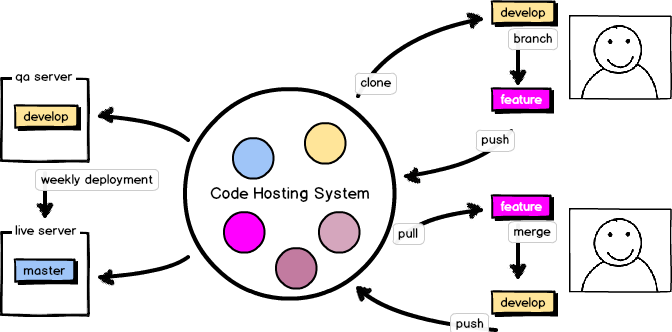 develop
branch
feature
clone
qa server
develop
push
weekly deployment
Code Hosting System
live server
master
pull
feature
merge
develop
push